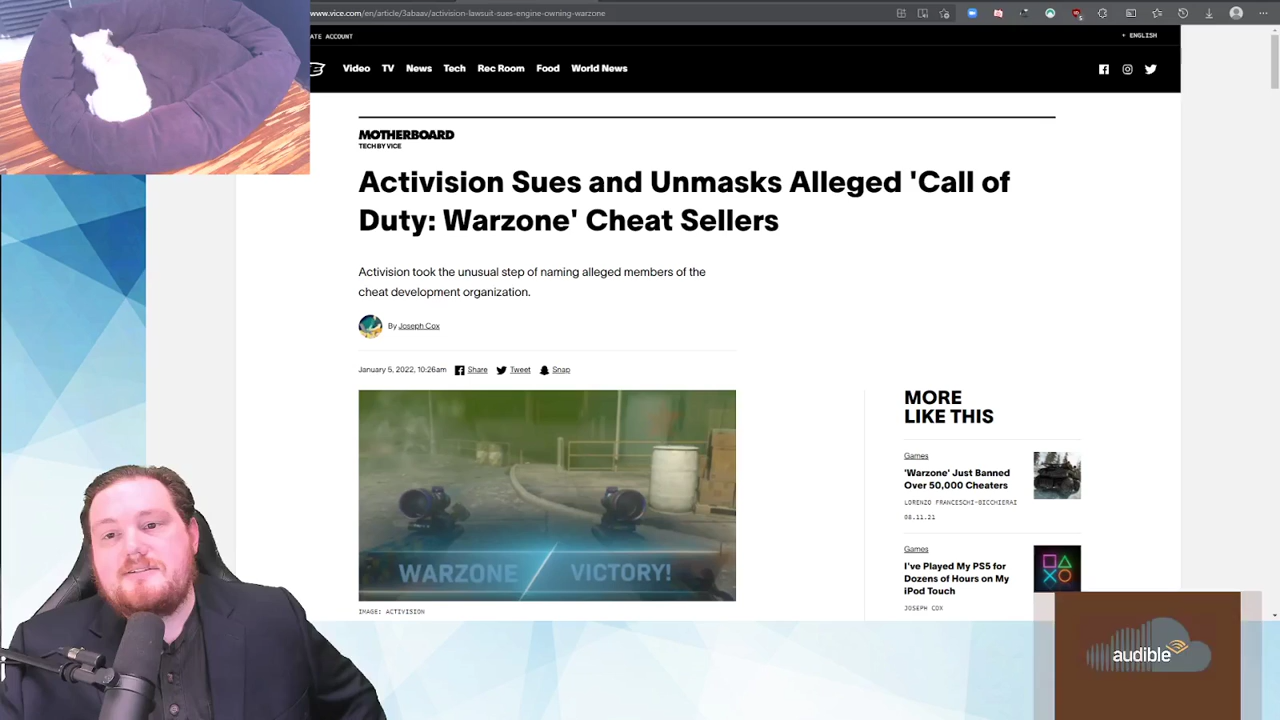 www.vice.com/en/article/3abaav/activision-lawsuit-sues-engine-owning-warzone
ATE ACCOUNT
+ ENGLISH
Video TV News Tech Rec Room Food World News
MOTHERBOARD
TECH BY VICE
Activision Sues and Unmasks Alleged 'Call of
Duty: Warzone' Cheat Sellers
Activision took the unusual step of naming alleged members of the
cheat development organization.
By Joseph Cox
January 5, 2022, 10:26am Share Tweet Snap
WARZONE VICTORY!
IMAGE: ACTIVISION
MORE
LIKE THIS
Games
'Warzone' Just Banned
Over 50,000 Cheaters
LORENZO FRANCESCHI-BICCHIERAI
08.11.21
Games
I've Played My PS5 for
Dozens of Hours on My
iPod Touch
JOSEPH COX
audible